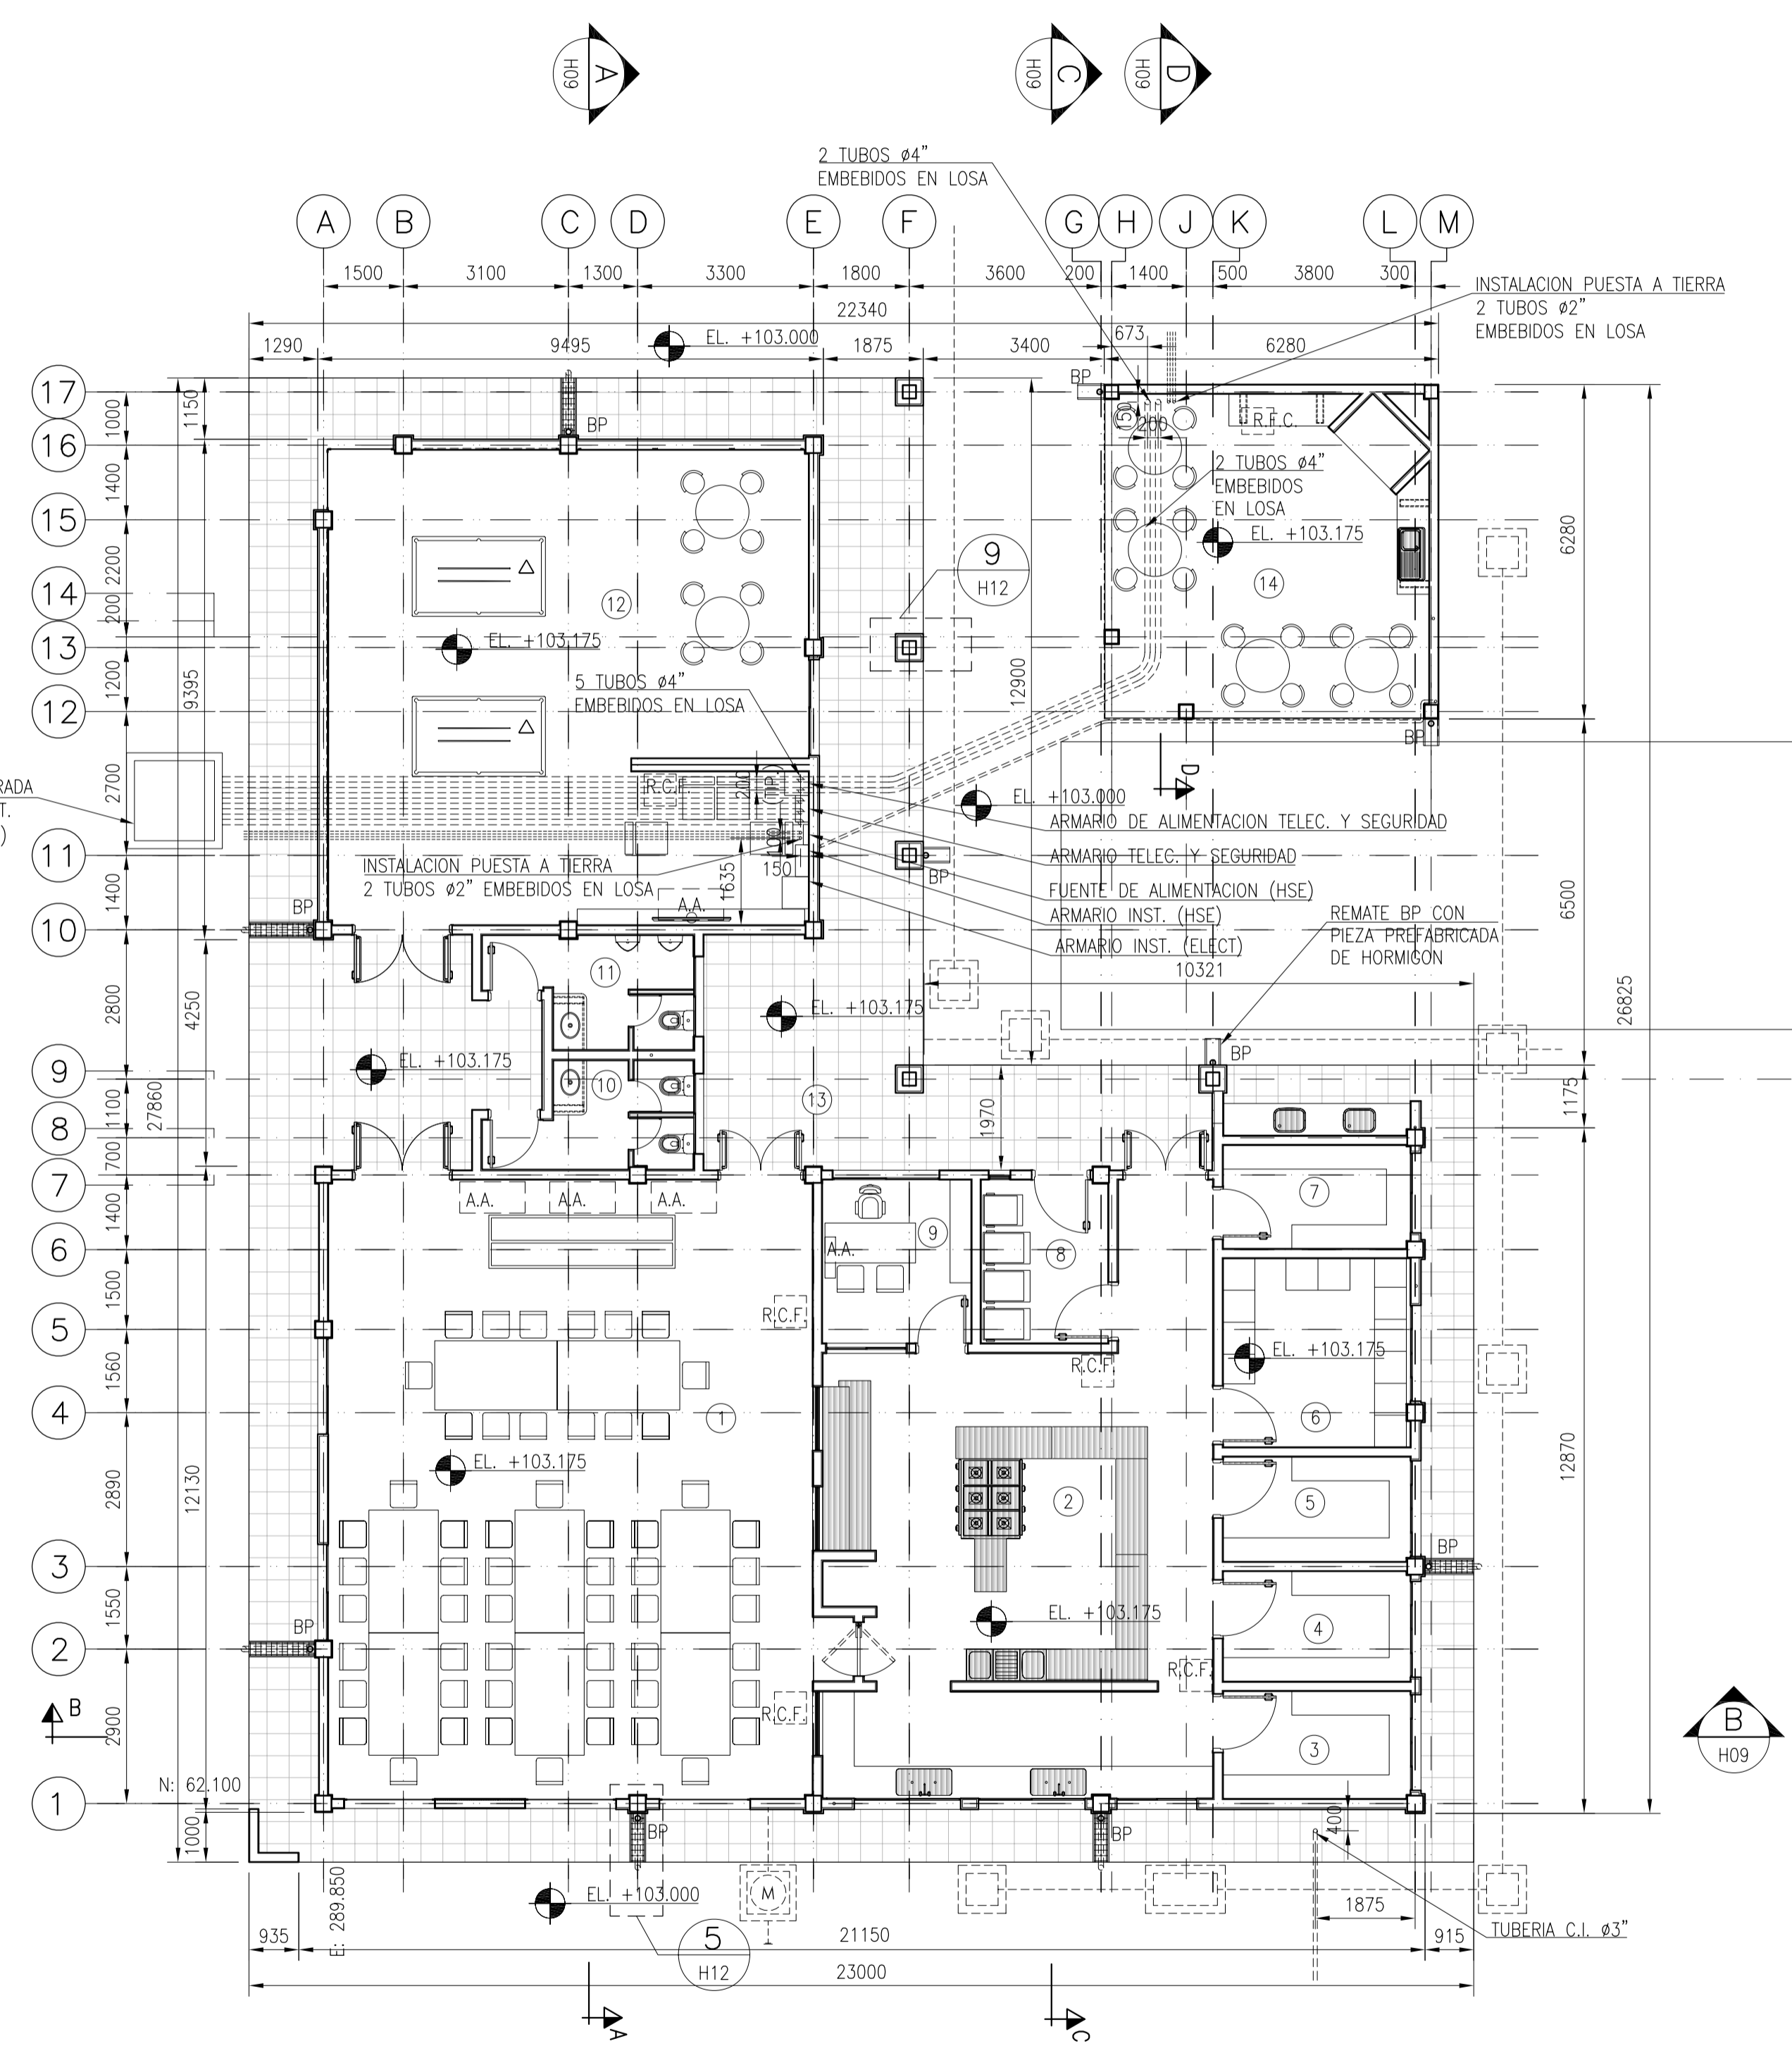 A
H09
C
H09
D
H09
2 TUBOS ø4"
EMBEBIDOS EN LOSA
A B C D E F G H J K L M
1500 3100 1300 3300 1800 3600 200 1400 500 3800 300
INSTALACION PUESTA A TIERRA
2 TUBOS ø2"
EMBEBIDOS EN LOSA
22340
EL. +103.000
673
1290 9495 1875 3400 6280
17
1000
1150
BP
BP
150
200
R.F.C.
16
1400
2 TUBOS ø4"
EMBEBIDOS
EN LOSA
15
2200
EL. +103.175
6280
9
H12
14
200
12
14
13
EL. +103.175
1200
9395
12900
5 TUBOS ø4"
EMBEBIDOS EN LOSA
12
2700
BP
D
RADA
T.
)
R.C.F.
200
(TIP.)
EL. +103.000
ARMARIO DE ALIMENTACION TELEC. Y SEGURIDAD
11
INSTALACION PUESTA A TIERRA
2 TUBOS ø2" EMBEBIDOS EN LOSA
150
1635
ARMARIO TELEC. Y SEGURIDAD
BP
FUENTE DE ALIMENTACION (HSE)
1400
BP
A.A.
ARMARIO INST. (HSE)
ARMARIO INST. (ELECT)
REMATE BP CON
PIEZA PREFABRICADA
DE HORMIGON
6500
10
11
10321
2800
4250
EL. +103.175
26825
EL. +103.175
BP
9
10
13
27860
1100
1970
1175
8
700
7
1400
A.A. A.A. A.A.
7
9
8
A.A.
6
1500
R.C.F.
5
1560
EL. +103.175
R.C.F.
4
1
6
2890
12130
EL. +103.175
12870
2
5
BP
3
1550
EL. +103.175
4
BP
2
R.C.F.
B
2900
R.C.F.
3
B
H09
N: 62.100
1
1000
BP
BP
400
E: 289.850
EL. +103.000
M
1875
TUBERIA C.I. ø3"
935 21150 915
5
H12
23000
A
C